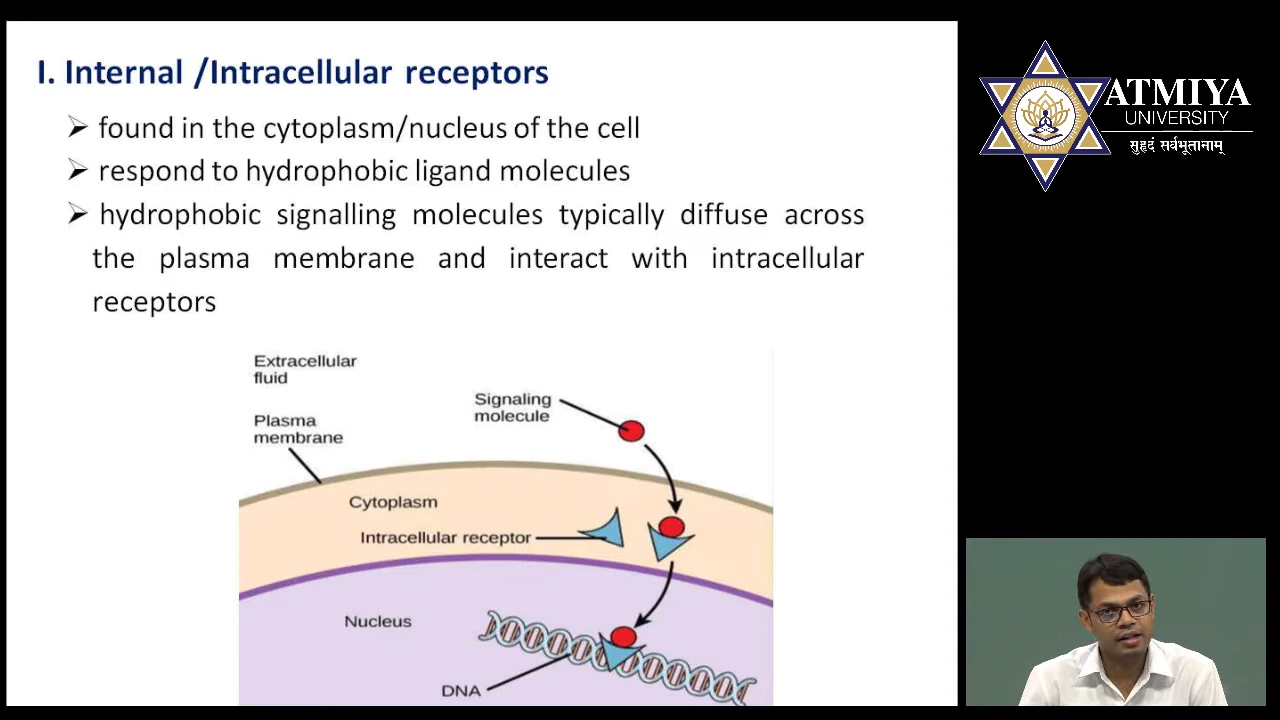 I. Internal /Intracellular receptors
➢ found in the cytoplasm/nucleus of the cell
➢ respond to hydrophobic ligand molecules
➢ hydrophobic signalling molecules typically diffuse across
the plasma membrane and interact with intracellular
receptors
Extracellular
fluid
Signaling
molecule
Plasma
membrane
Cytoplasm
Intracellular receptor
Nucleus
DNA
ATMIYA
UNIVERSITY
सुहृदं सर्वभूतानाम्